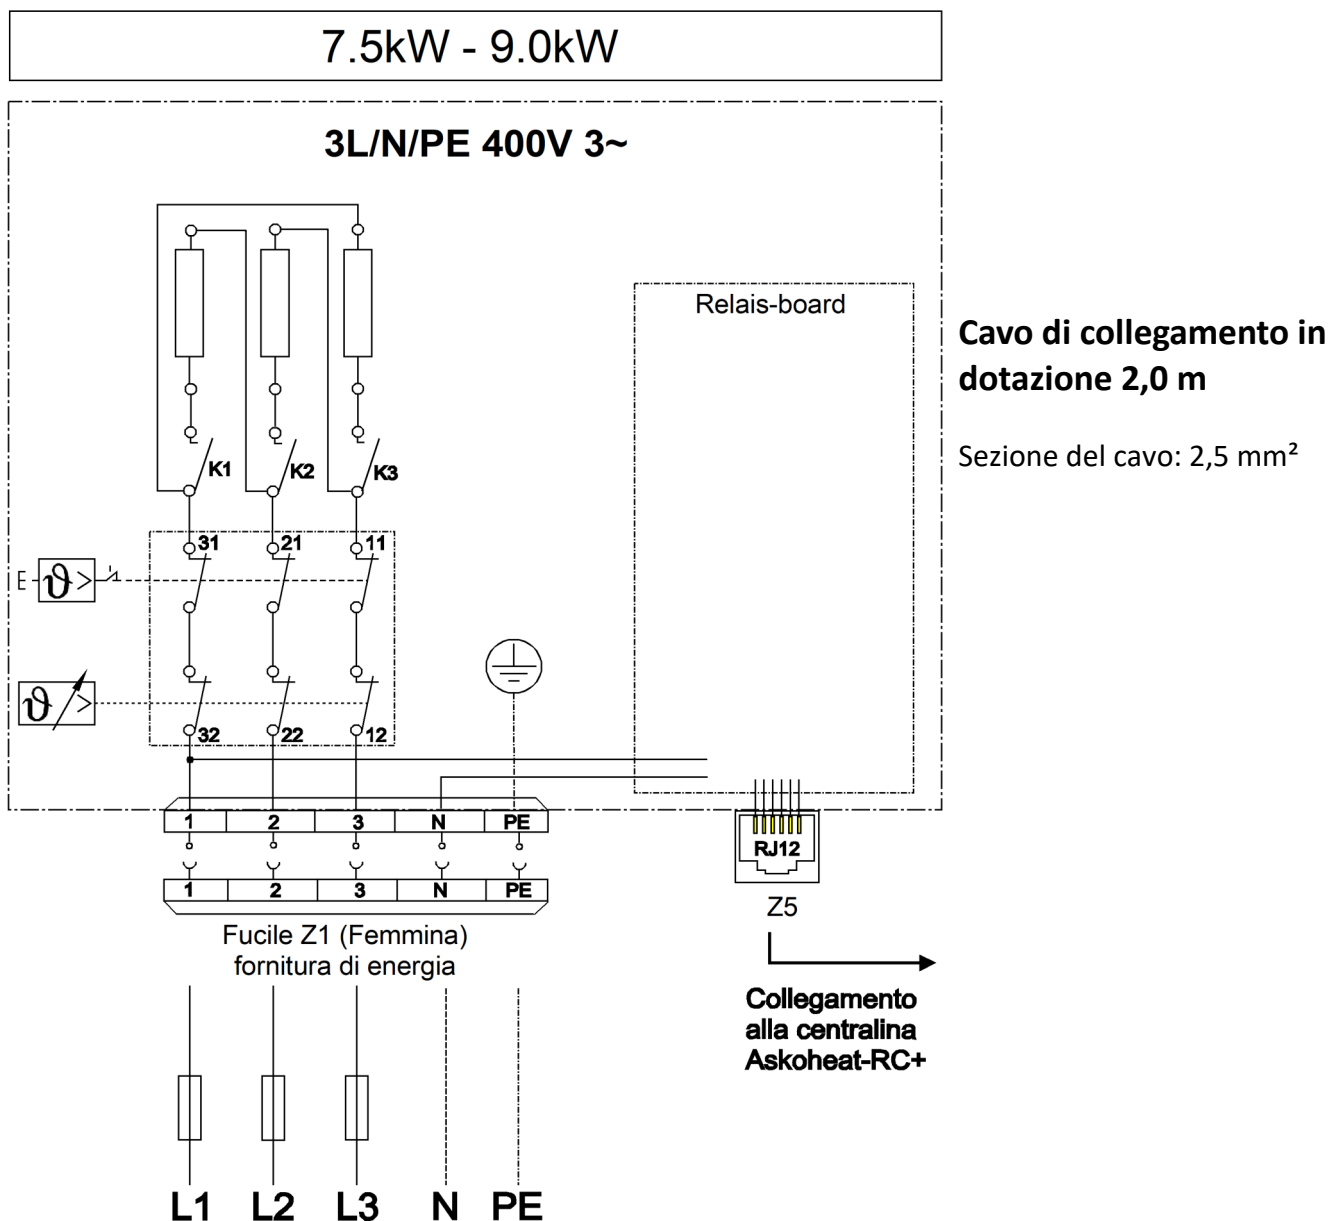 7.5kW - 9.0kW
3L/N/PE 400V 3~
Relais-board
Cavo di collegamento in
dotazione 2,0 m
Sezione del cavo: 2,5 mm²
K1 K2 K3
31 21 11
ϑ >
ϑ >
32 22 12
1 2 3 N PE
RJ12
1 2 3 N PE
Z5
Fucile Z1 (Femmina)
fornitura di energia
Collegamento
alla centralina
Askoheat-RC+
L1 L2 L3 N PE